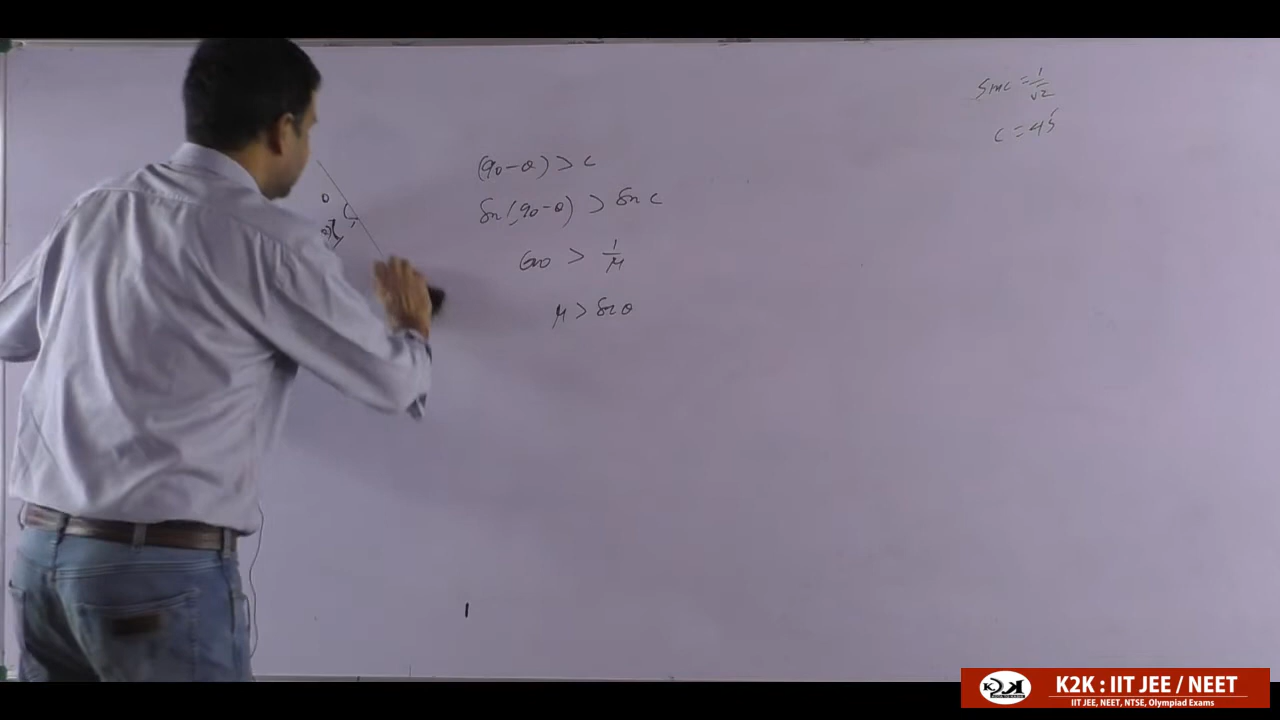 sinc = 1/√2
c = 45
(90-θ) > c
sin(90-θ) > sin c
cosθ > 1/μ
μ > secθ
K2K : IIT JEE / NEET
IIT JEE, NEET, NTSE, Olympiad Exams